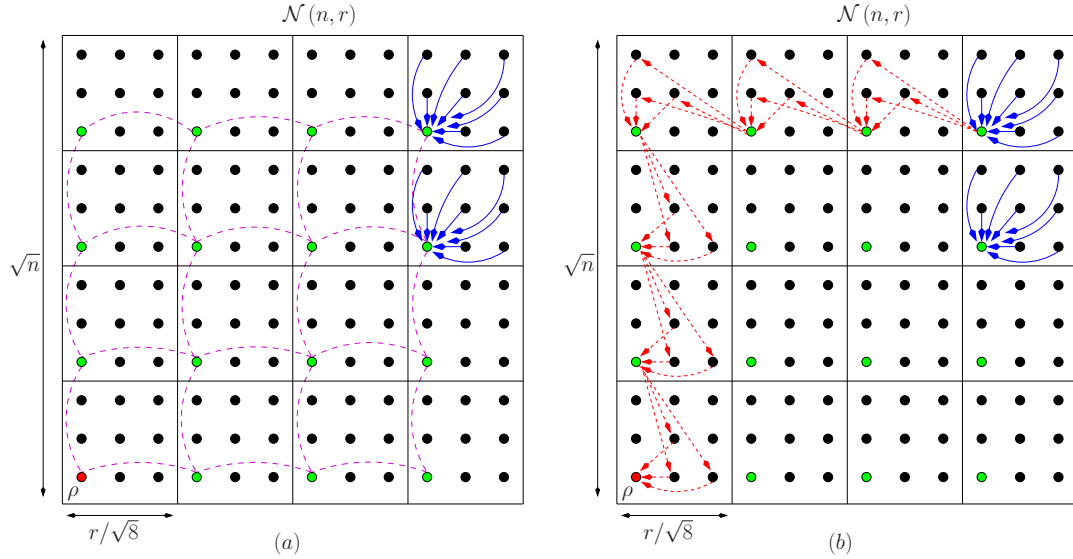 𝒩(n, r)
𝒩(n, r)
√n
√n
ρ
ρ
r/√8
(a)
r/√8
(b)